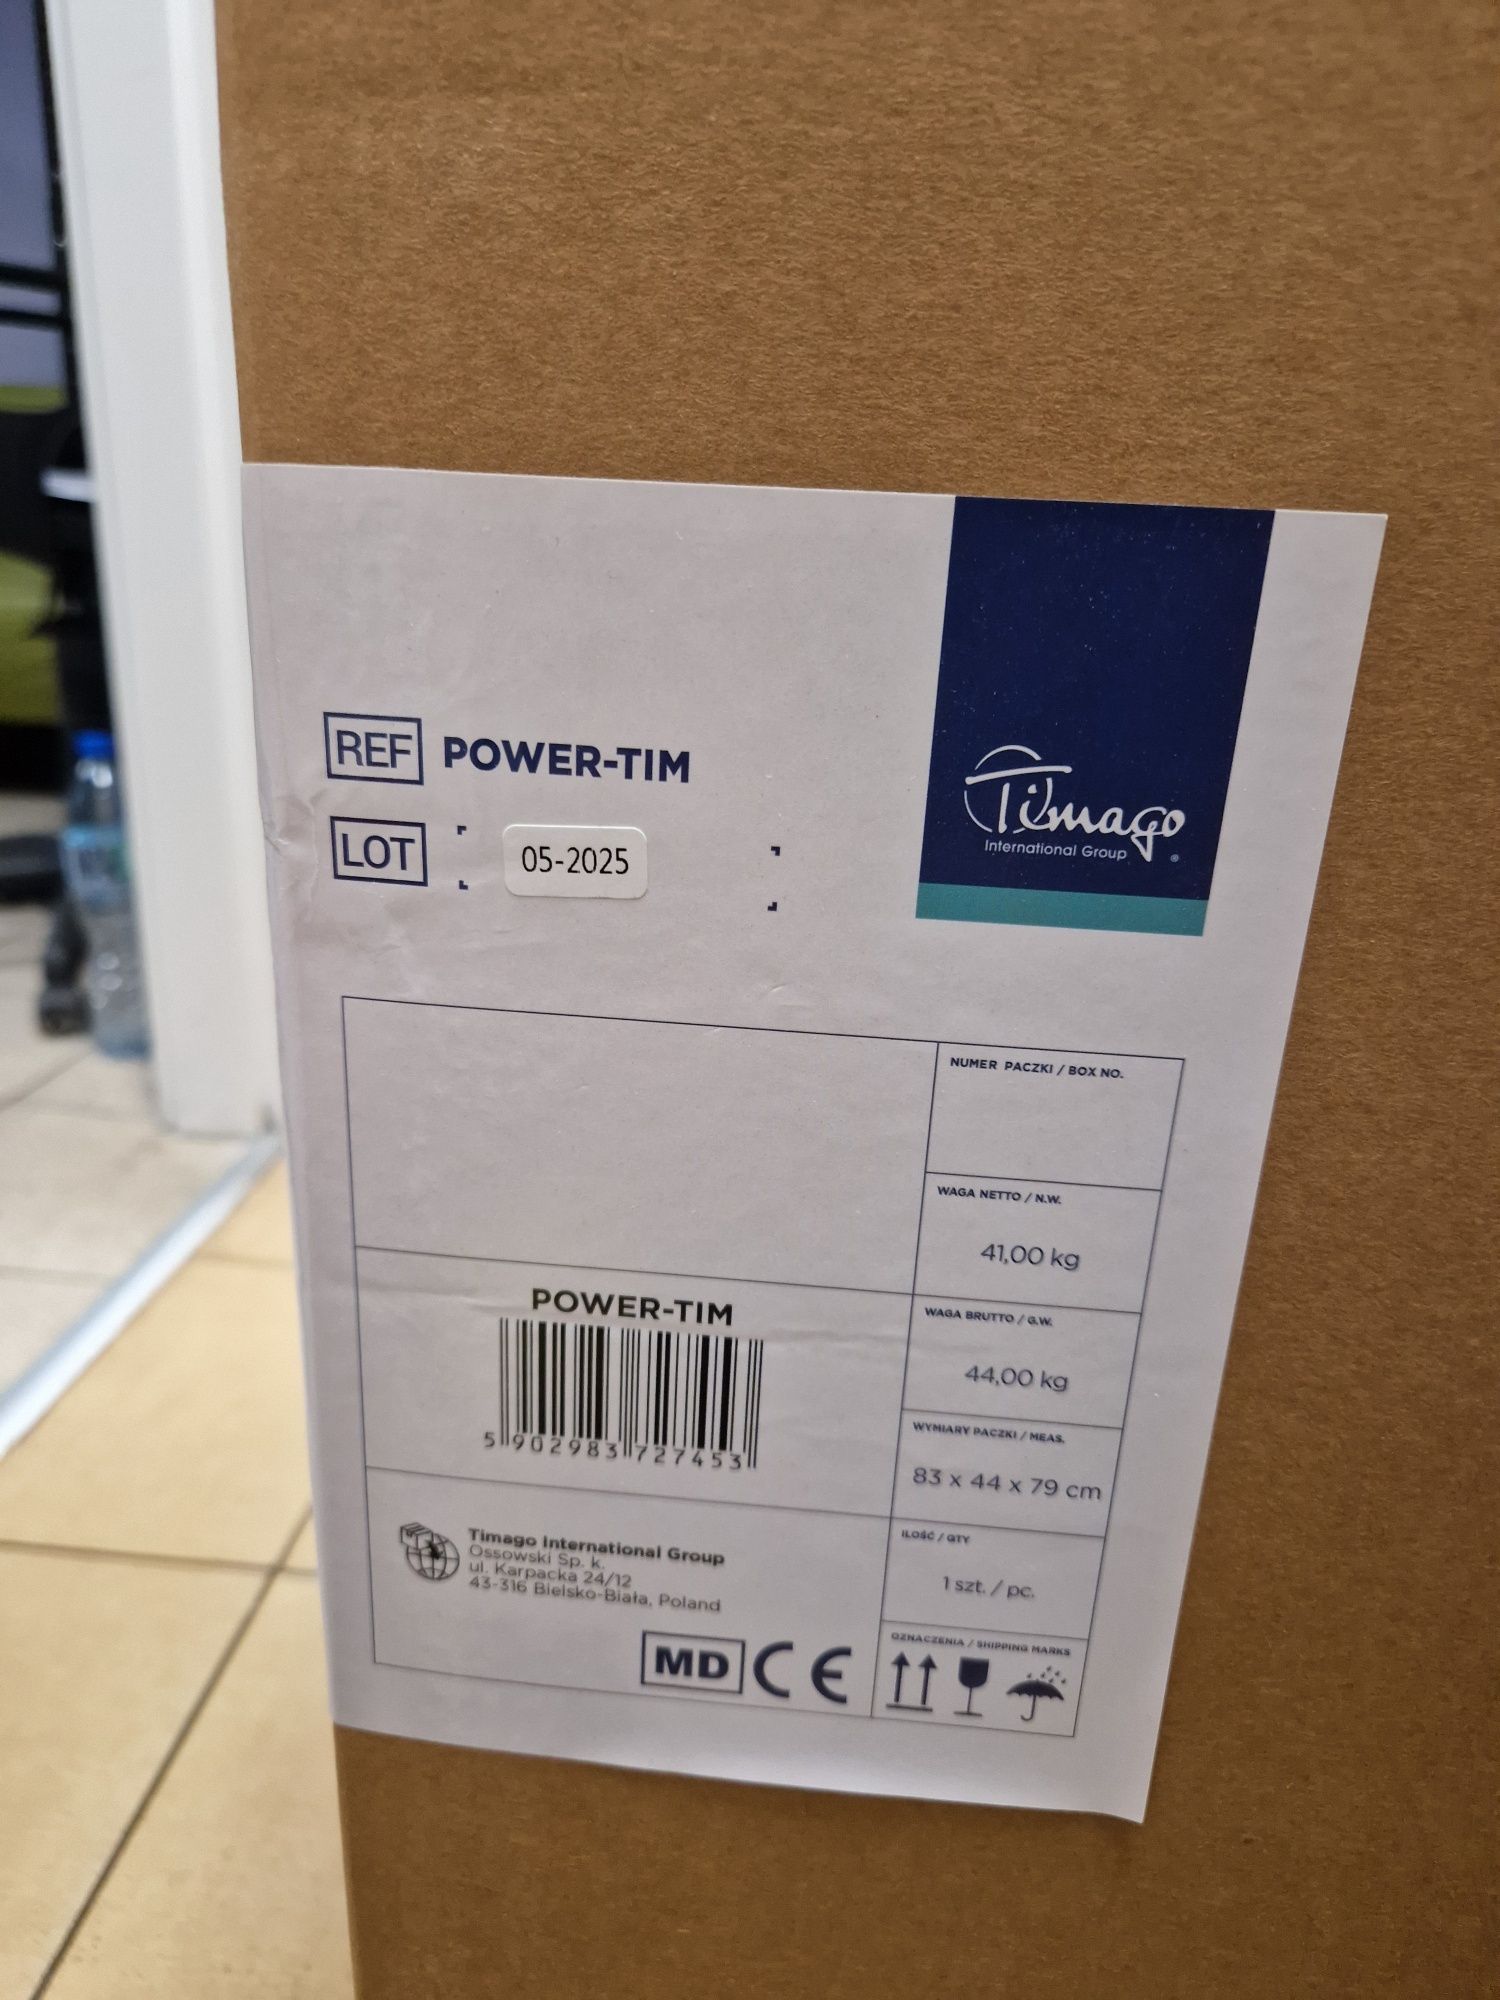 REF POWER-TIM
LOT 05-2025
Timago
International Group ®
NUMER PACZKI / BOX NO.
WAGA NETTO / N.W.
41,00 kg
WAGA BRUTTO / G.W.
44,00 kg
WYMIARY PACZKI / MEAS.
83 x 44 x 79 cm
ILOŚĆ / QTY
1 szt. / pc.
OZNACZENIA / SHIPPING MARKS
POWER-TIM
5 902983 727453
Timago International Group
Ossowski Sp. k.
ul. Karpacka 24/12
43-316 Bielsko-Biała, Poland
MD CE